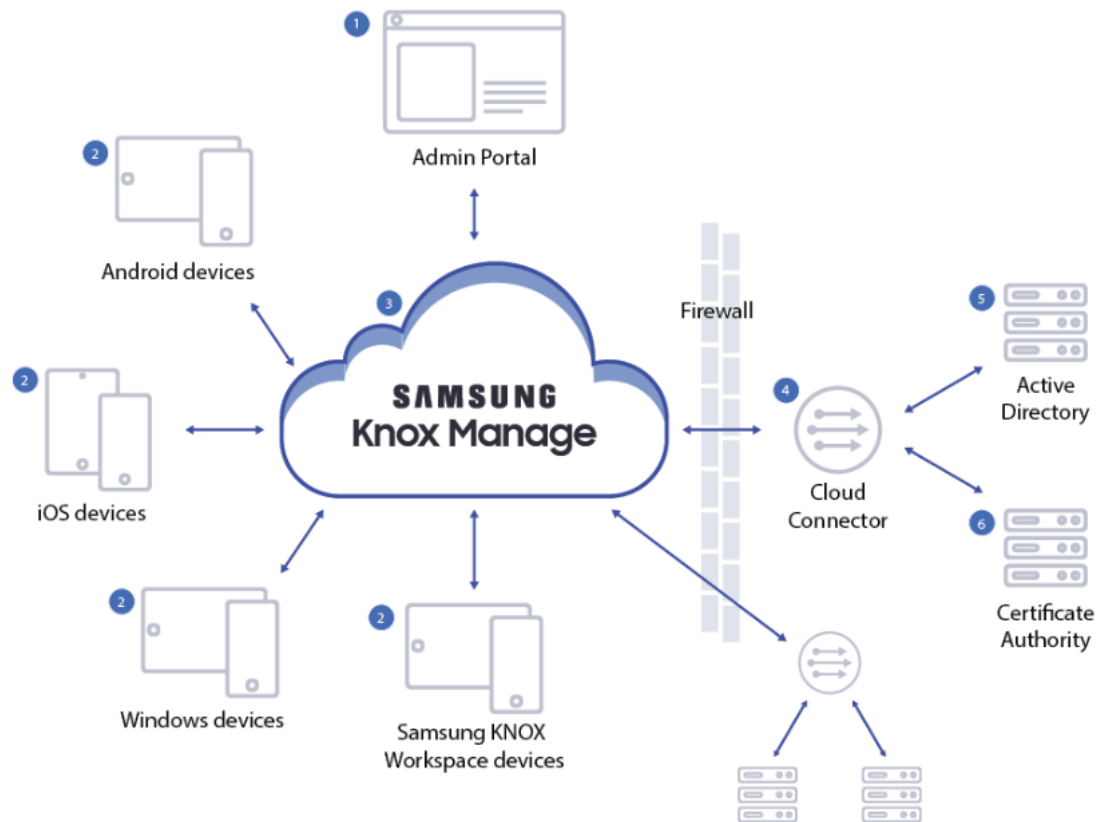 1
Admin Portal
2
Android devices
3
SAMSUNG
Knox Manage
Firewall
2
iOS devices
4
Cloud
Connector
5
Active
Directory
6
Certificate
Authority
2
Windows devices
2
Samsung KNOX
Workspace devices